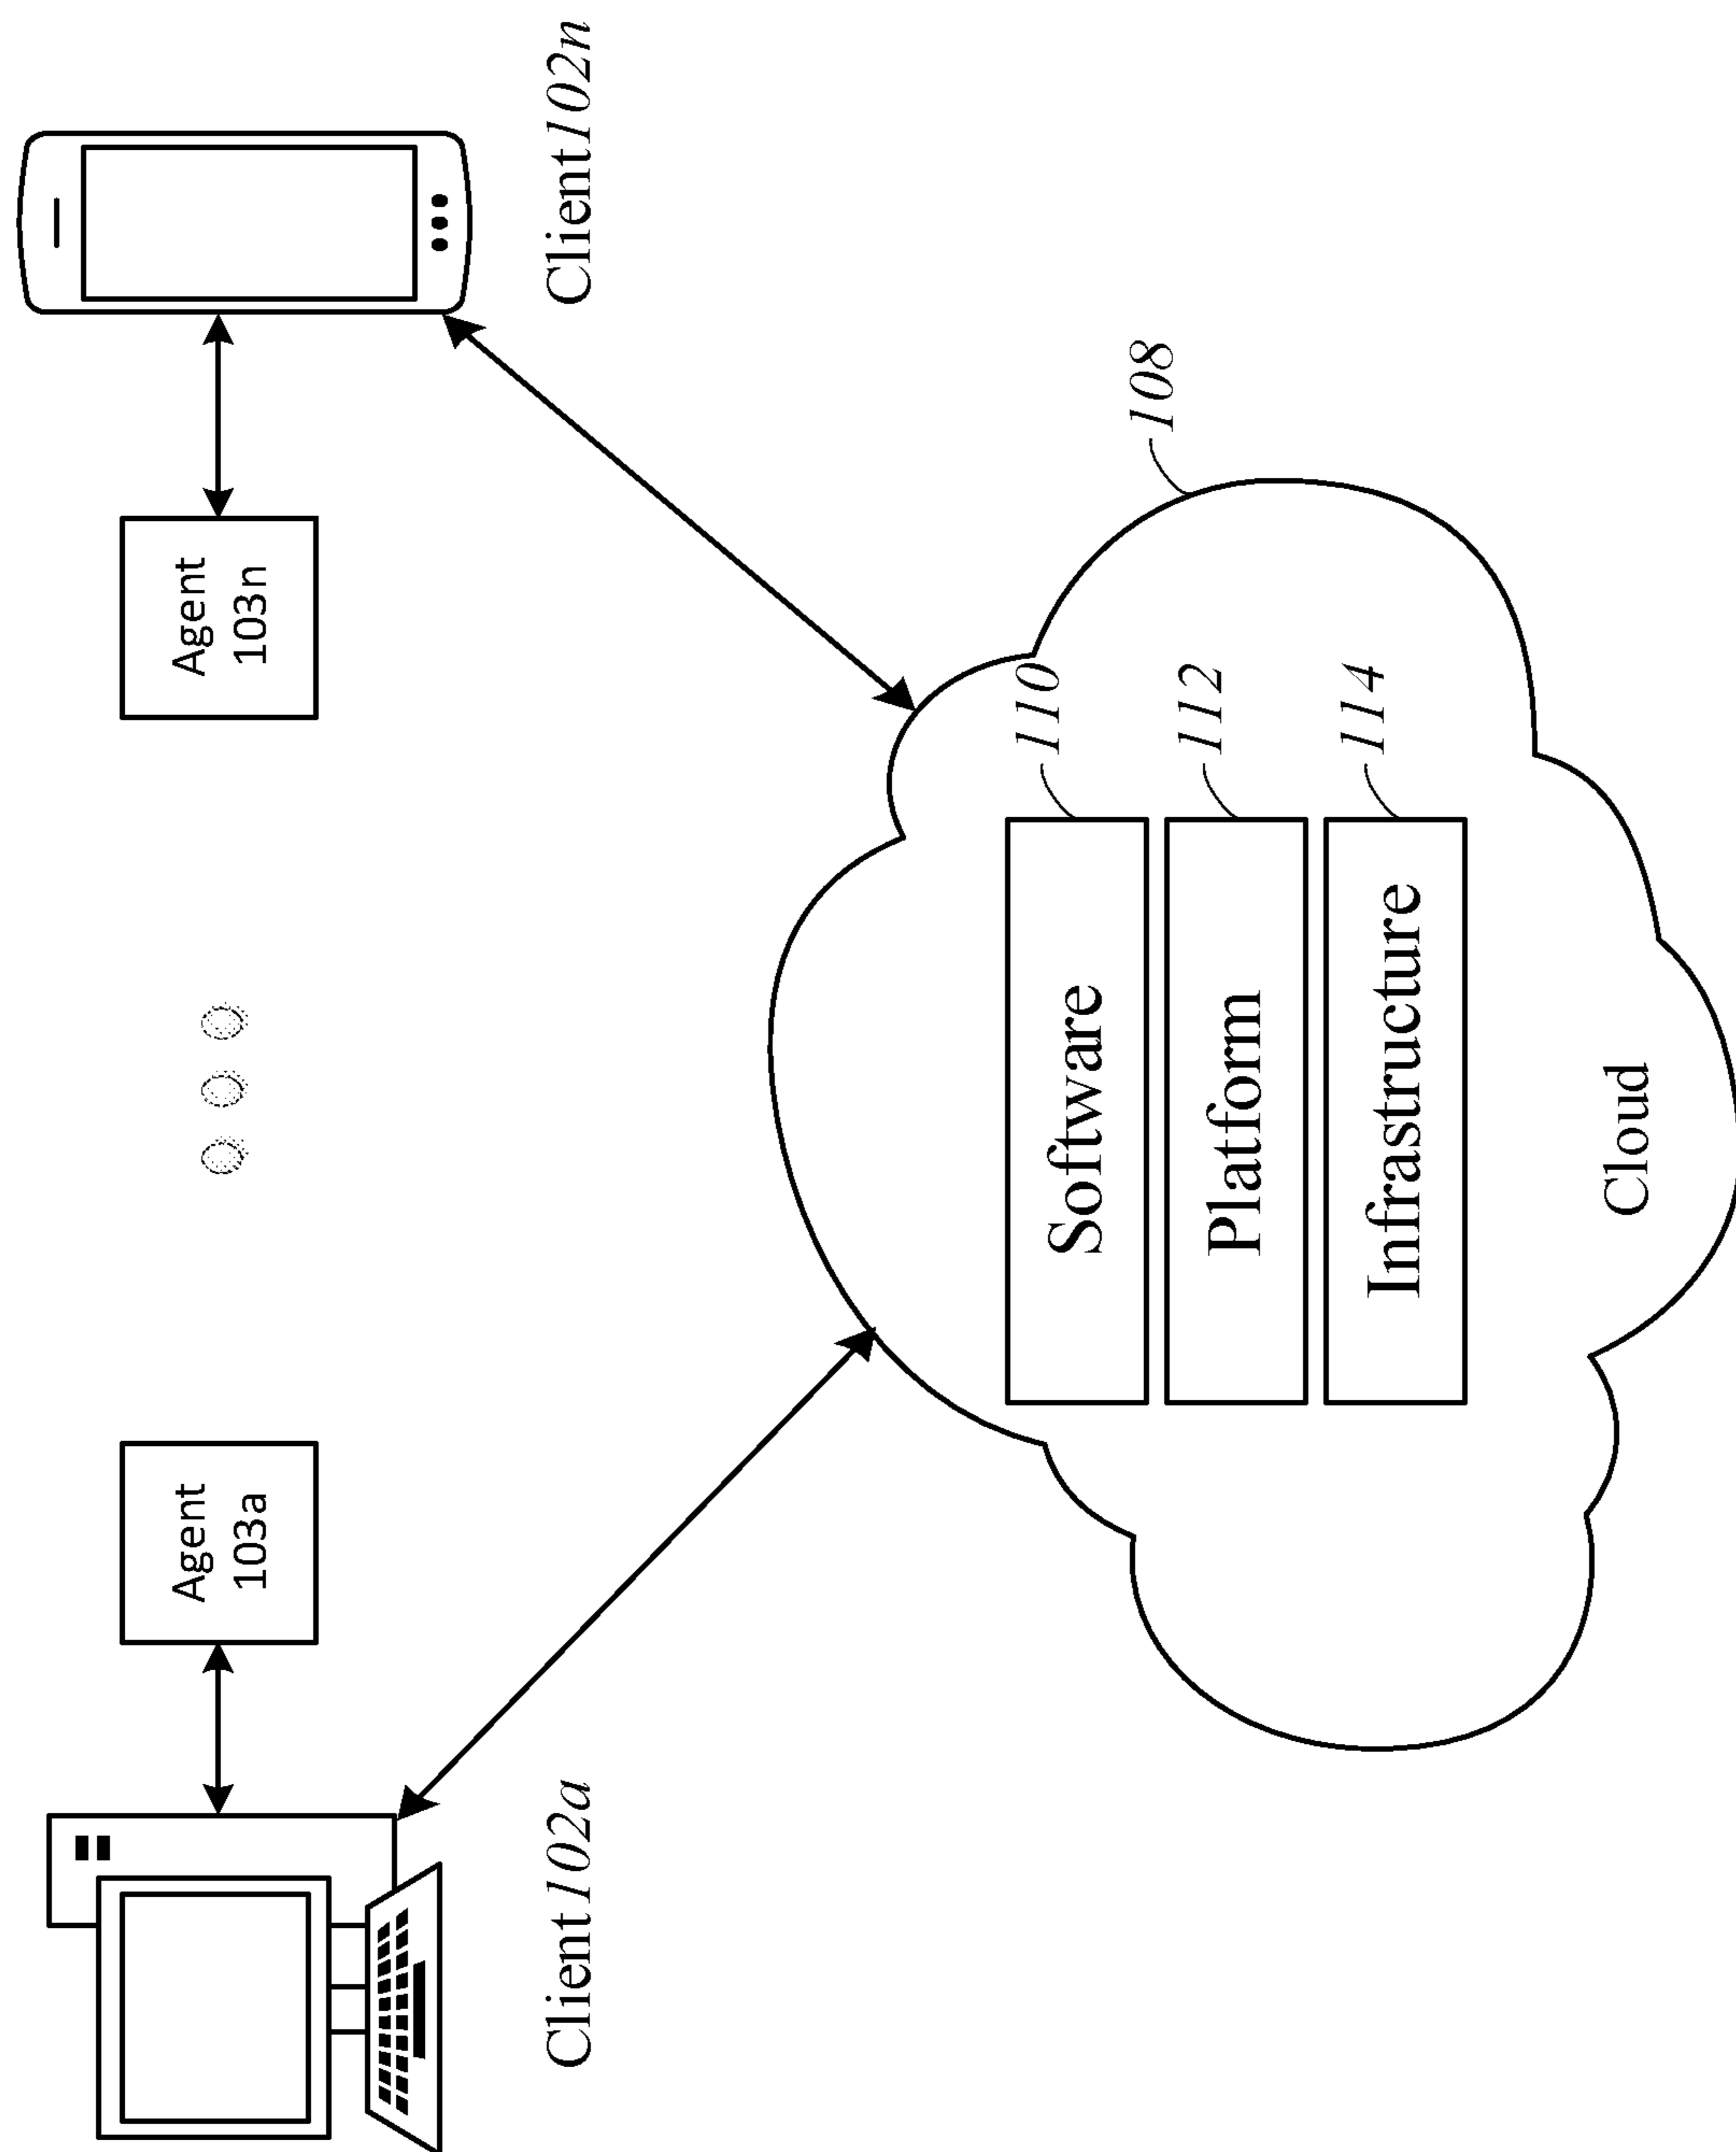 Agent
103a
Agent
103n
Client 102a
Client 102n
108
Software
110
Platform
112
Infrastructure
114
Cloud